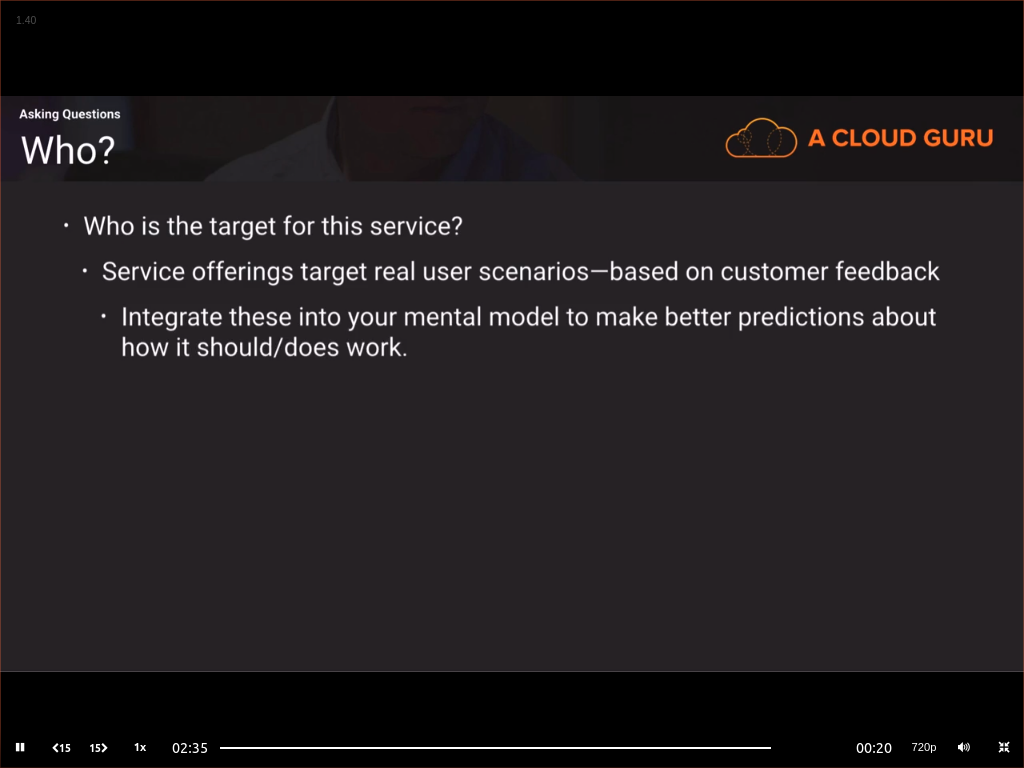 1.40
Asking Questions
Who?
A CLOUD GURU
• Who is the target for this service?
• Service offerings target real user scenarios—based on customer feedback
• Integrate these into your mental model to make better predictions about
how it should/does work.
15 15 1x 02:35 00:20 720p